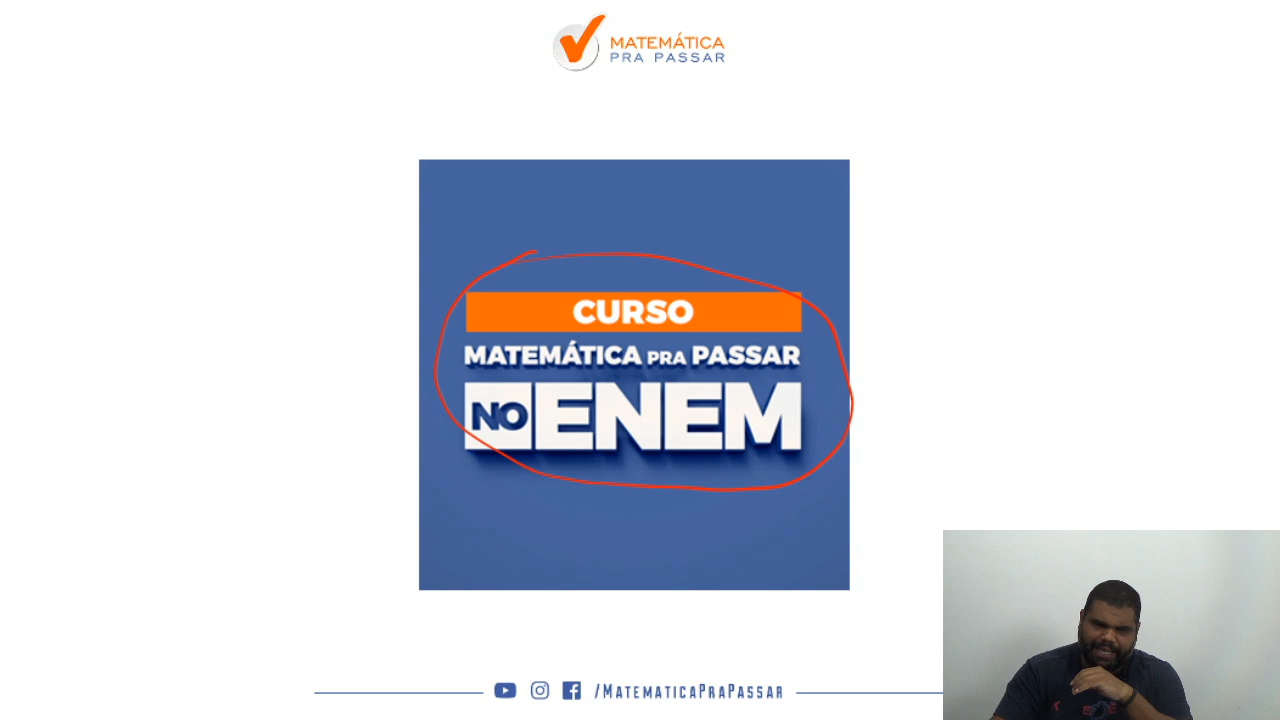 MATEMÁTICA
PRA PASSAR
CURSO
MATEMÁTICA PRA PASSAR
NO ENEM
/MATEMATICAPRAPASSAR